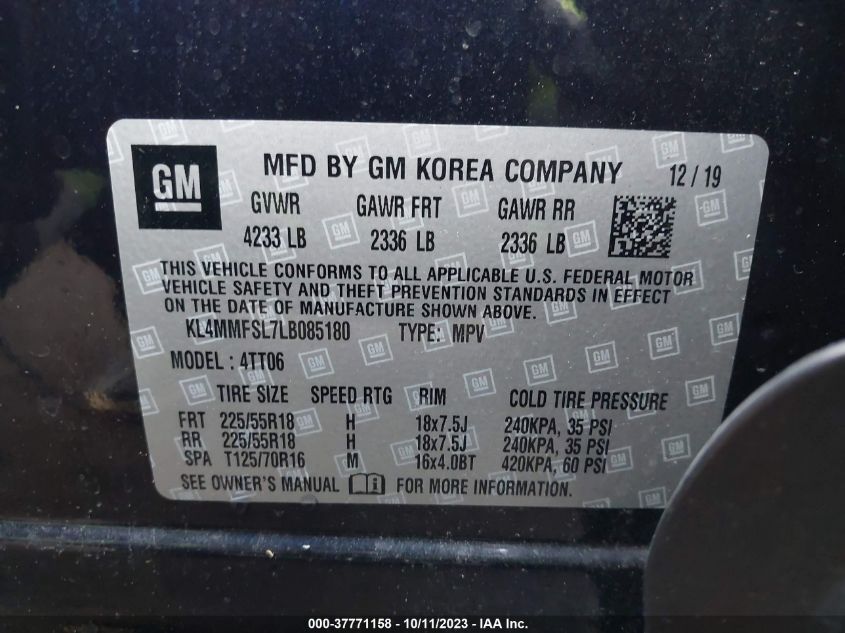 GM MFD BY GM KOREA COMPANY 12/19
GVWR GAWR FRT GAWR RR
4233 LB 2336 LB 2336 LB
THIS VEHICLE CONFORMS TO ALL APPLICABLE U.S. FEDERAL MOTOR
VEHICLE SAFETY AND THEFT PREVENTION STANDARDS IN EFFECT
ON THE DATE OF MANUFACTURE SHOWN ABOVE.
KL4MMFSL7LB085180 TYPE: MPV
MODEL: 4TT06
TIRE SIZE SPEED RTG RIM COLD TIRE PRESSURE
FRT 225/55R18 H 18x7.5J 240KPA, 35 PSI
RR 225/55R18 H 18x7.5J 240KPA, 35 PSI
SPA T125/70R16 M 16x4.0BT 420KPA, 60 PSI
SEE OWNER'S MANUAL FOR MORE INFORMATION.
000-37771158 - 10/11/2023 - IAA Inc.